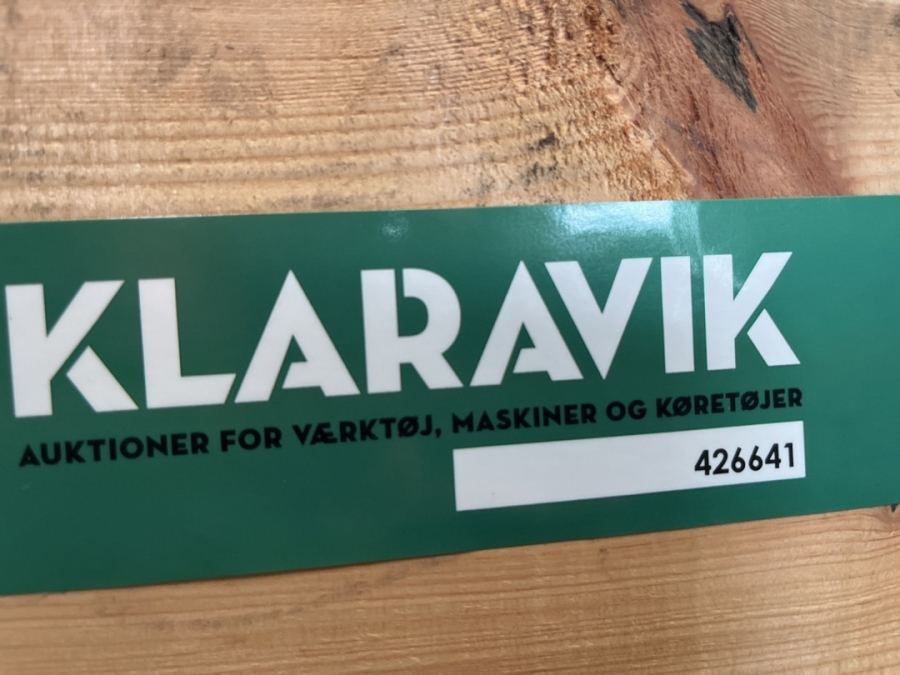 KLARAVIK
AUKTIONER FOR VÆRKTØJ, MASKINER OG KØRETØJER
426641